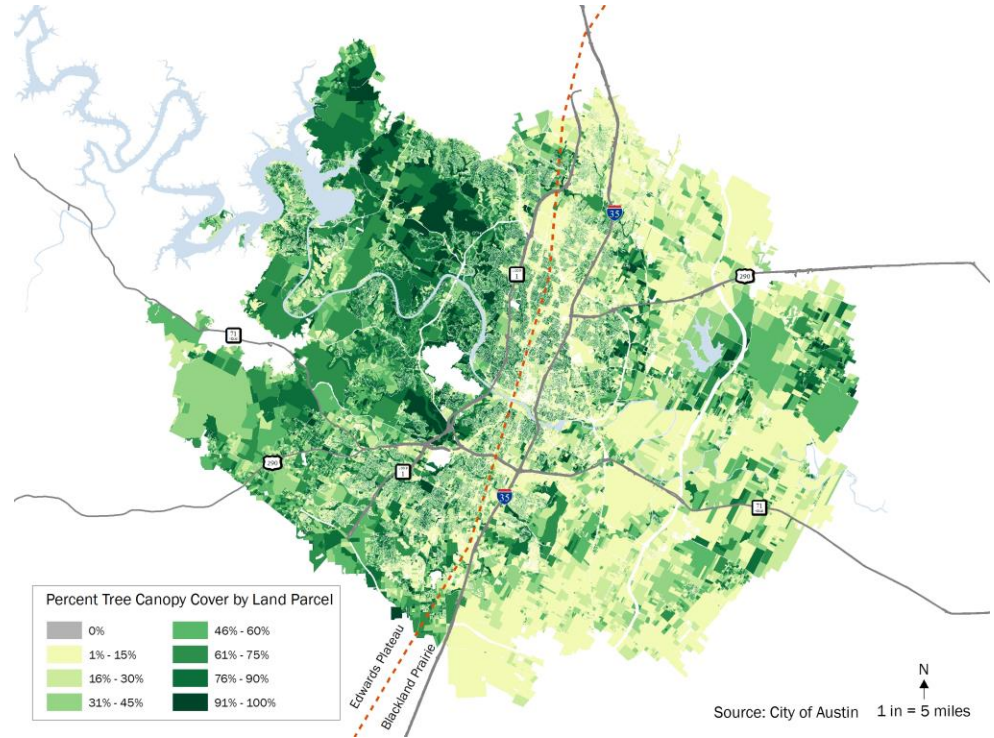 35
1
290
71
290
1
35
71
Percent Tree Canopy Cover by Land Parcel
0%
1% - 15%
16% - 30%
31% - 45%
46% - 60%
61% - 75%
76% - 90%
91% - 100%
Edwards Plateau
Blackland Prairie
N
Source: City of Austin
1 in = 5 miles